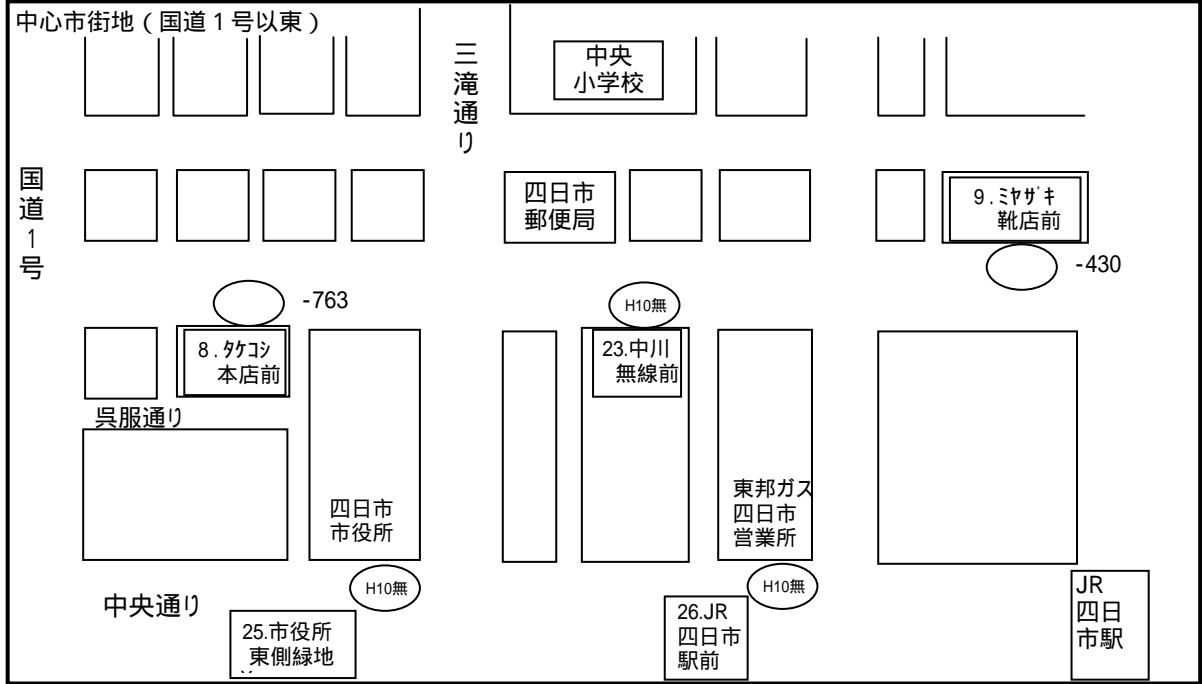 中心市街地(国道1号以東)
三滝通り
中央
小学校
国道1号
四日市
郵便局
9.ミヤザキ
靴店前
-430
-763
H10無
8.タケコシ
本店前
23.中川
無線前
呉服通り
四日市
市役所
東邦ガス
四日市
営業所
H10無
H10無
中央通り
25.市役所
東側緑地
26.JR
四日市
駅前
JR
四日
市駅